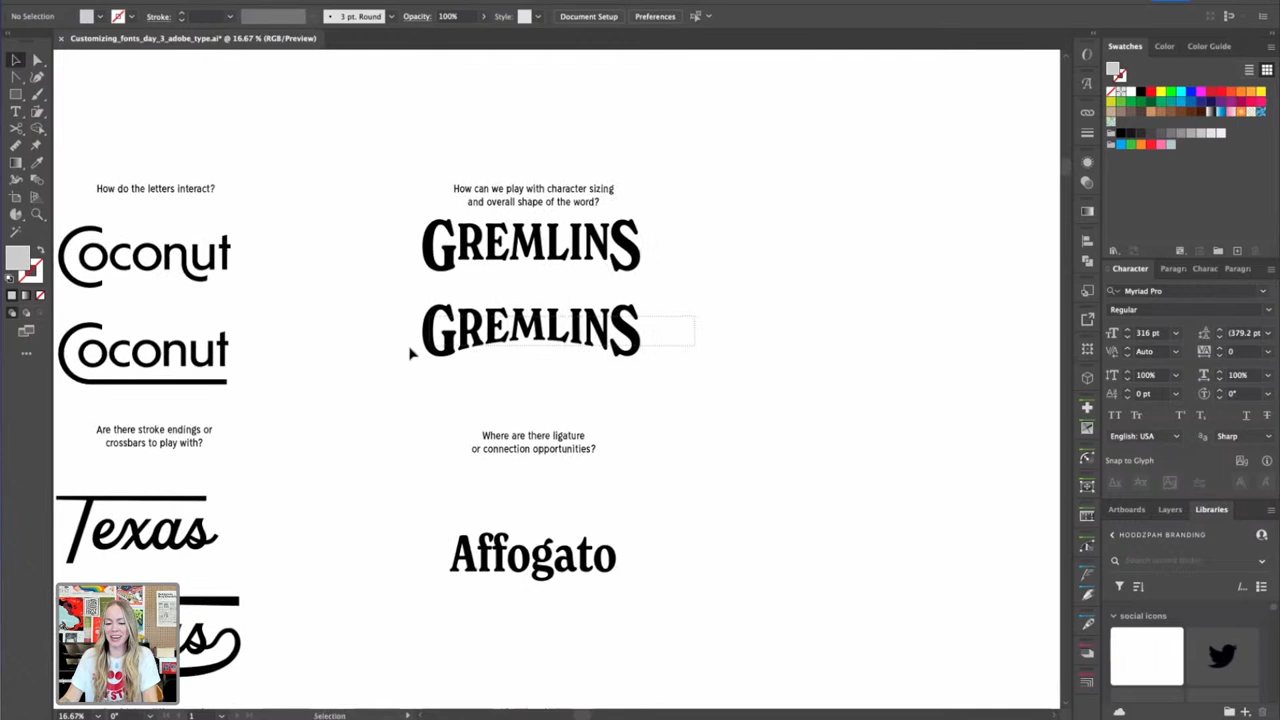 No Selection
Stroke:
3 pt. Round
Opacity: 100%
Style:
Document Setup
Preferences
Customizing_fonts_day_3_adobe_type.ai* @ 16.67 % (RGB/Preview)
How do the letters interact?
Coconut
Coconut
Are there stroke endings or
crossbars to play with?
Texas
How can we play with character sizing
and overall shape of the word?
GREMLINS
GREMLINS
Where are there ligature
or connection opportunities?
Affogato
Swatches
Color
Color Guide
Character
Paragr
Charac
Paragr
Myriad Pro
Regular
316 pt
(379.2 pt
Auto
0
100%
100%
0 pt
0°
English: USA
Sharp
Snap to Glyph
Artboards
Layers
Libraries
HOODZPAH BRANDING
social icons
16.67%
0°
1
Selection